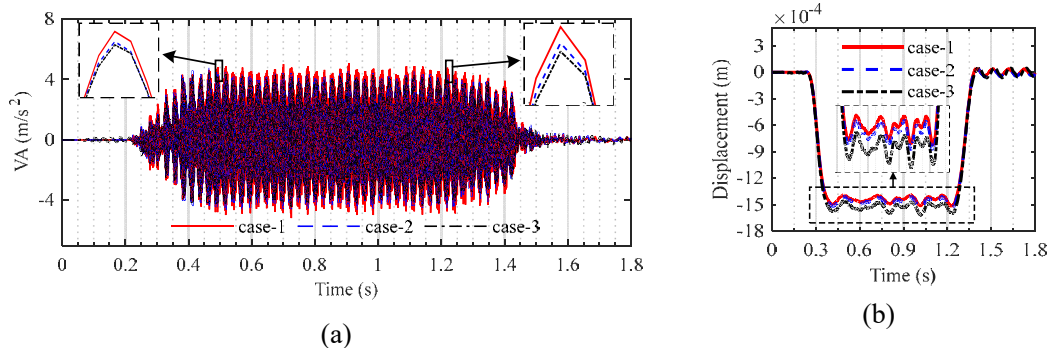 8
4
0
-4
VA (m/s²)
case-1 case-2 case-3
0 0.2 0.4 0.6 0.8 1 1.2 1.4 1.6 1.8
Time (s)
(a)
×10⁻⁴
3
0
-3
-6
-9
-12
-15
-18
Displacement (m)
case-1
case-2
case-3
0 0.3 0.6 0.9 1.2 1.5 1.8
Time (s)
(b)